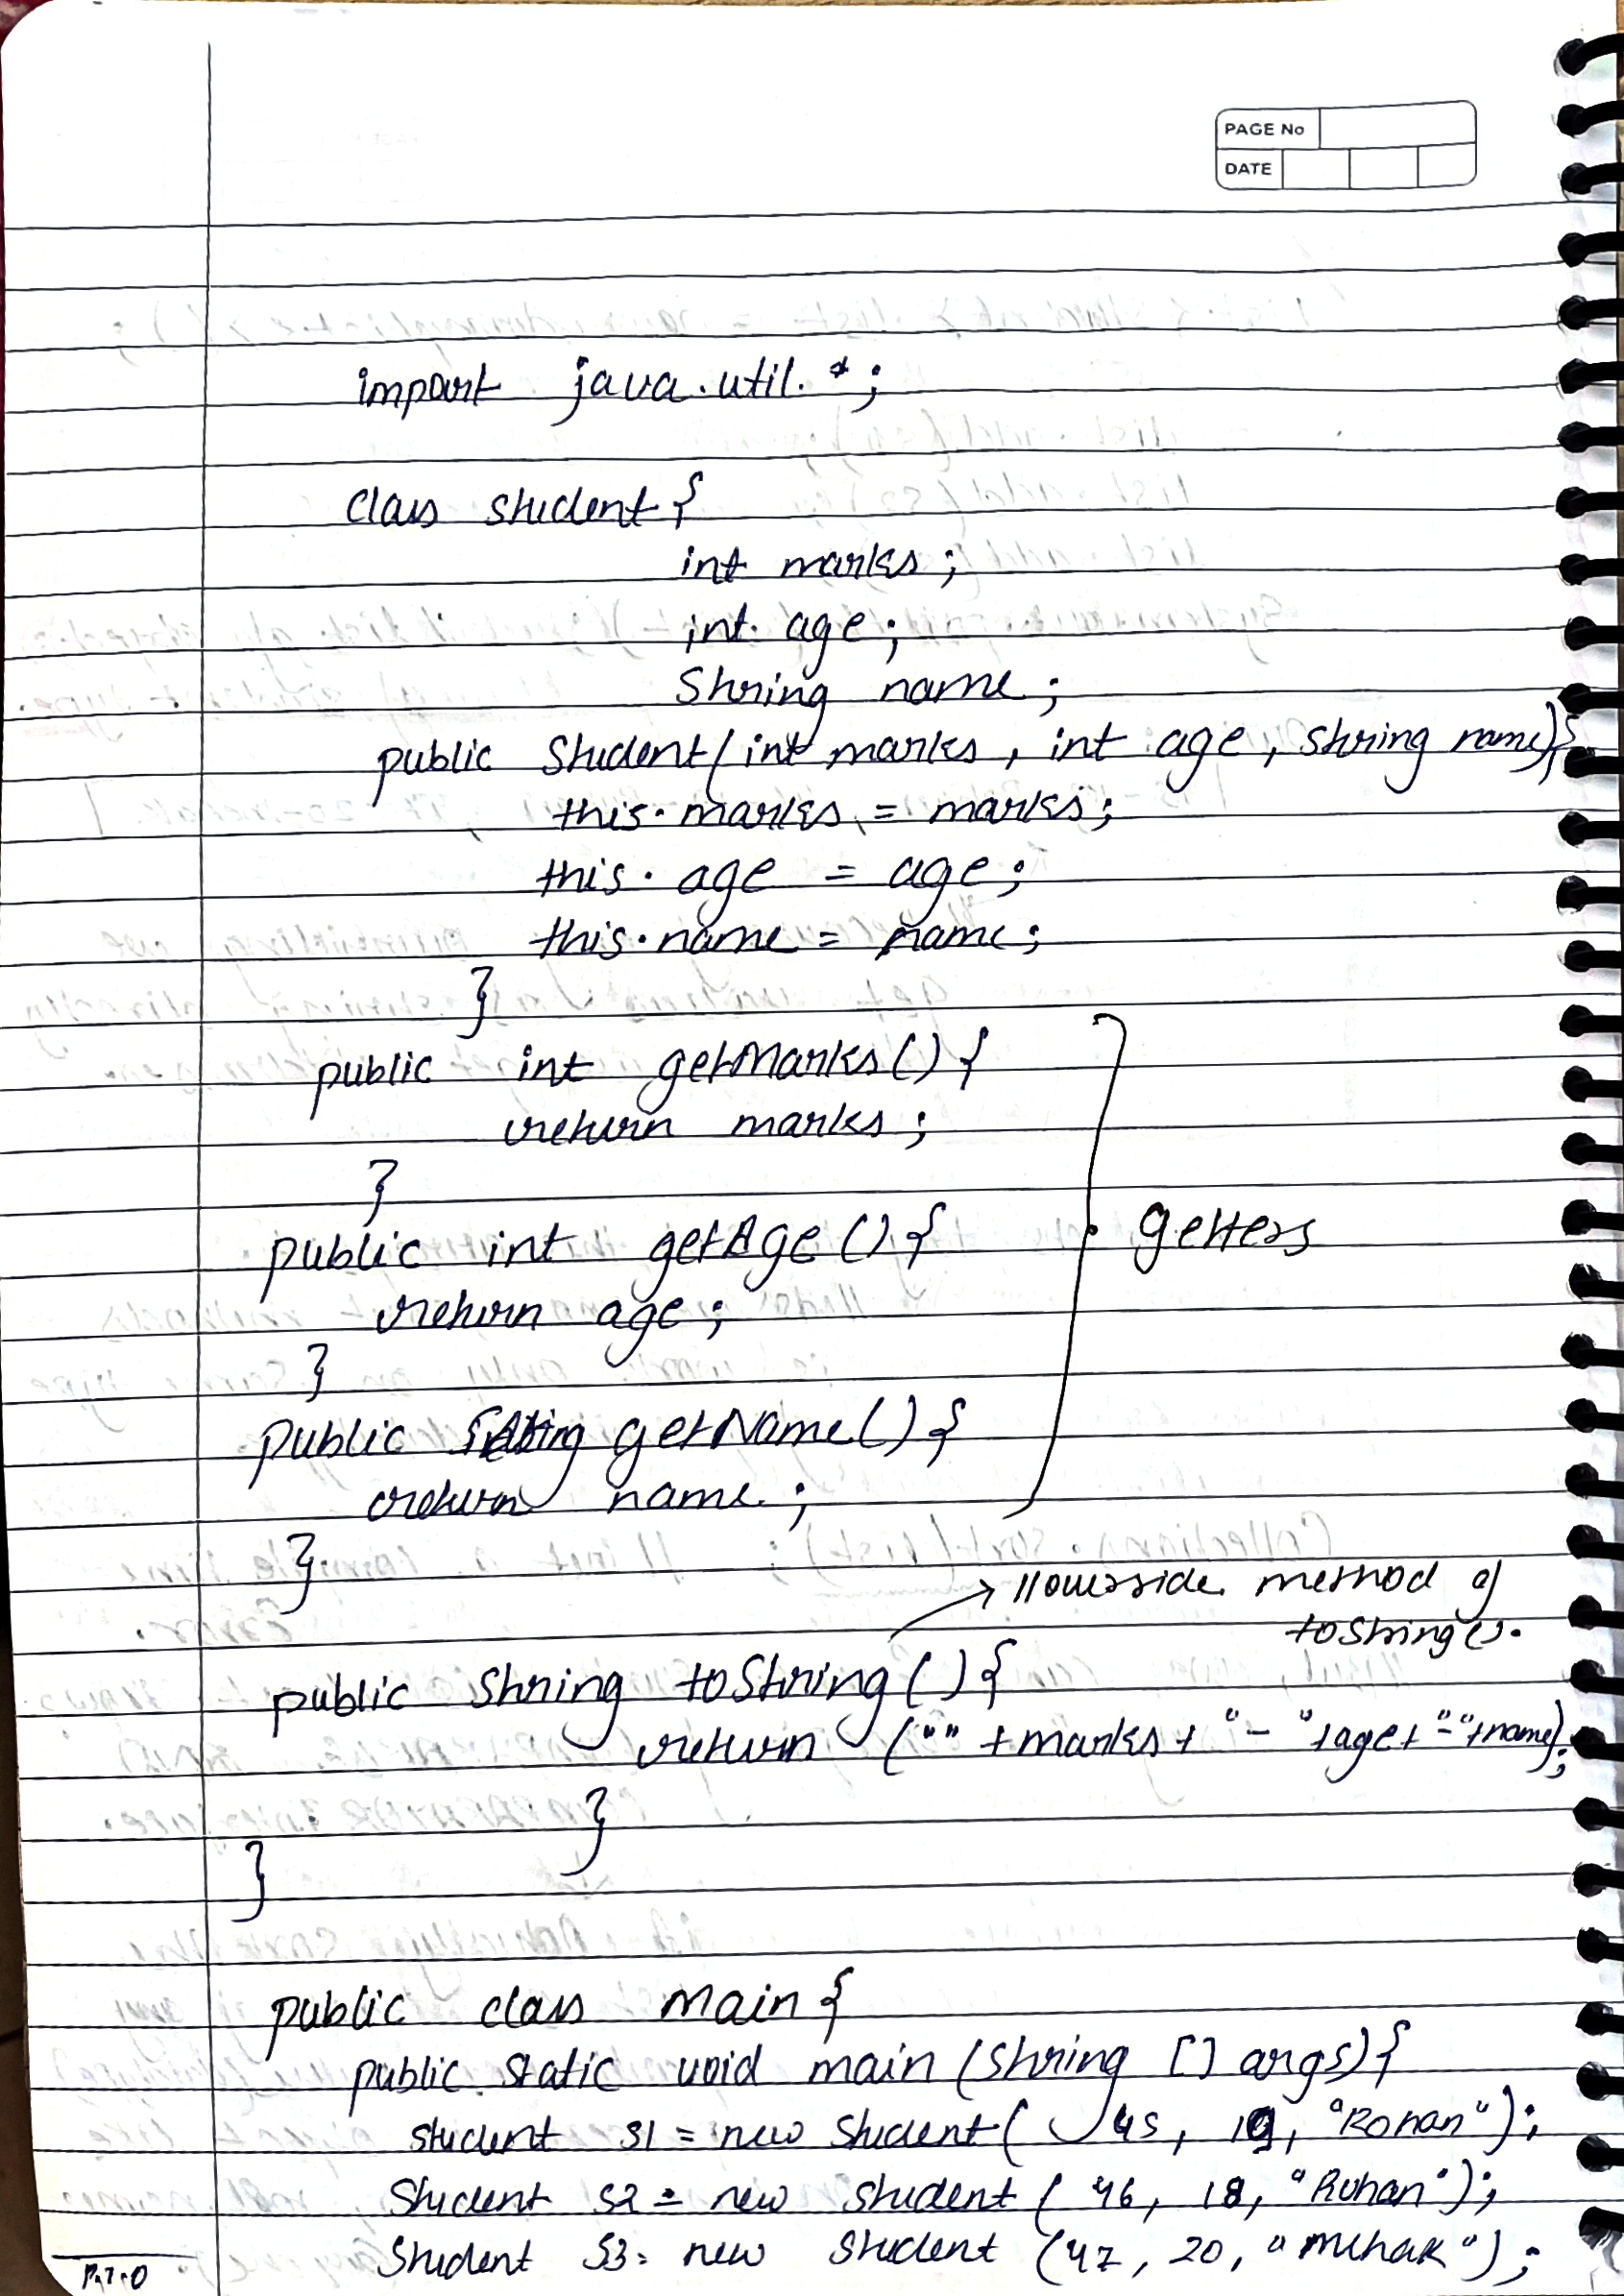 PAGE No
DATE
import java.util.*;
class student {
int marks;
int age;
String name;
public Student(int marks, int age, string name){
this.marks = marks;
this.age = age;
this.name = name;
}
public int getMarks() {
return marks;
}
public int getAge() {
return age;
}
getters
public String getName() {
return name;
}
//override method of
toString().
public String toString() {
return ("" + marks + "-" + age + "-" + name);
}
}
public class main {
public static void main (string [] args) {
student s1 = new Student( 45, 19, "Rohan");
Student s2 = new student ( 46, 18, "Ruhan");
Student S3 = new Student (47, 20, "mehak");
P.T.O